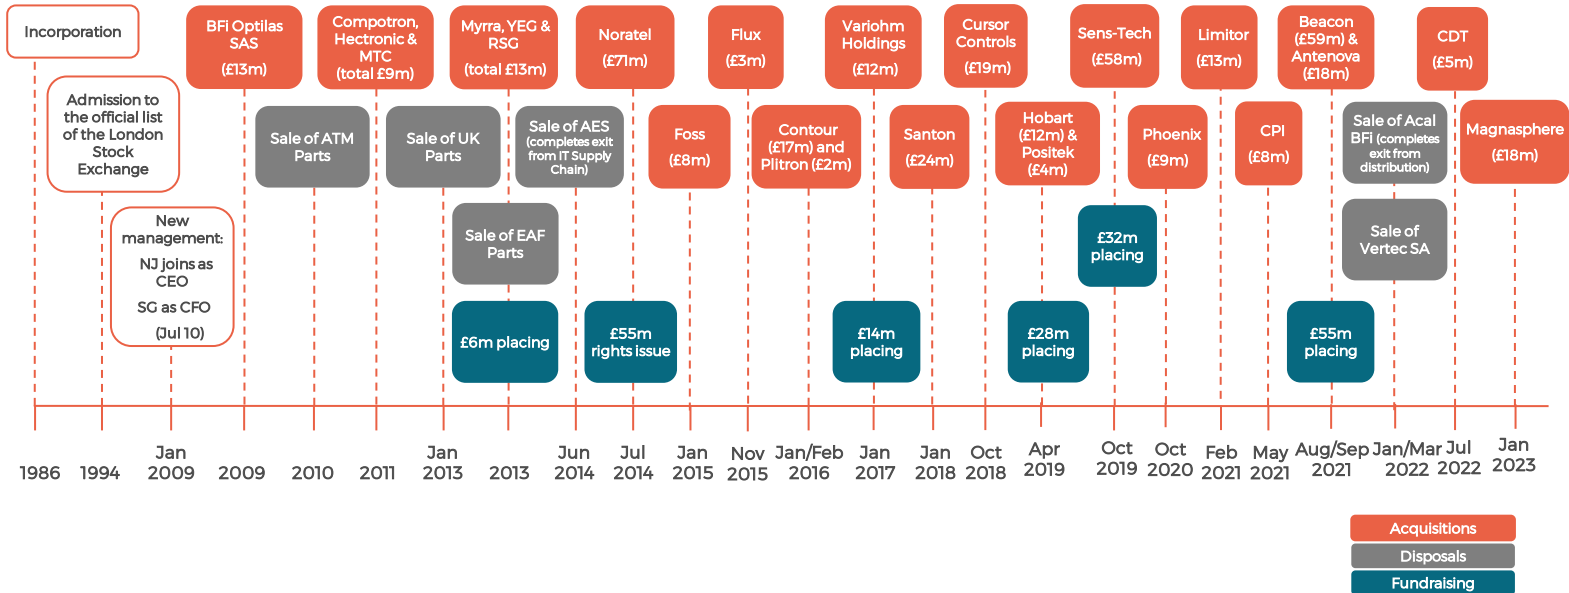 Incorporation
Admission to
the official list
of the London
Stock
Exchange
New
management:
NJ joins as
CEO
SG as CFO
(Jul 10)
BFi Optilas
SAS
(£13m)
Sale of ATM
Parts
Compotron,
Hectronic &
MTC
(total £9m)
Sale of UK
Parts
Myrra, YEG &
RSG
(total £13m)
Sale of EAF
Parts
£6m placing
Sale of AES
(completes exit
from IT Supply
Chain)
Noratel
(£71m)
£55m
rights issue
Foss
(£8m)
Flux
(£3m)
Contour
(£17m) and
Plitron (£2m)
Variohm
Holdings
(£12m)
£14m
placing
Santon
(£24m)
Cursor
Controls
(£19m)
Hobart
(£12m) &
Positek
(£4m)
£28m
placing
Sens-Tech
(£58m)
£32m
placing
Phoenix
(£9m)
Limitor
(£13m)
CPI
(£8m)
Beacon
(£59m) &
Antenova
(£18m)
£55m
placing
Sale of Acal
BFi (completes
exit from
distribution)
Sale of
Vertec SA
CDT
(£5m)
Magnasphere
(£18m)
1986
1994
Jan
2009
2009
2010
2011
Jan
2013
2013
Jun
2014
Jul
2014
Jan
2015
Nov
2015
Jan/Feb
2016
Jan
2017
Jan
2018
Oct
2018
Apr
2019
Oct
2019
Oct
2020
Feb
2021
May
2021
Aug/Sep
2021
Jan/Mar
2022
Jul
2022
Jan
2023
Acquisitions
Disposals
Fundraising